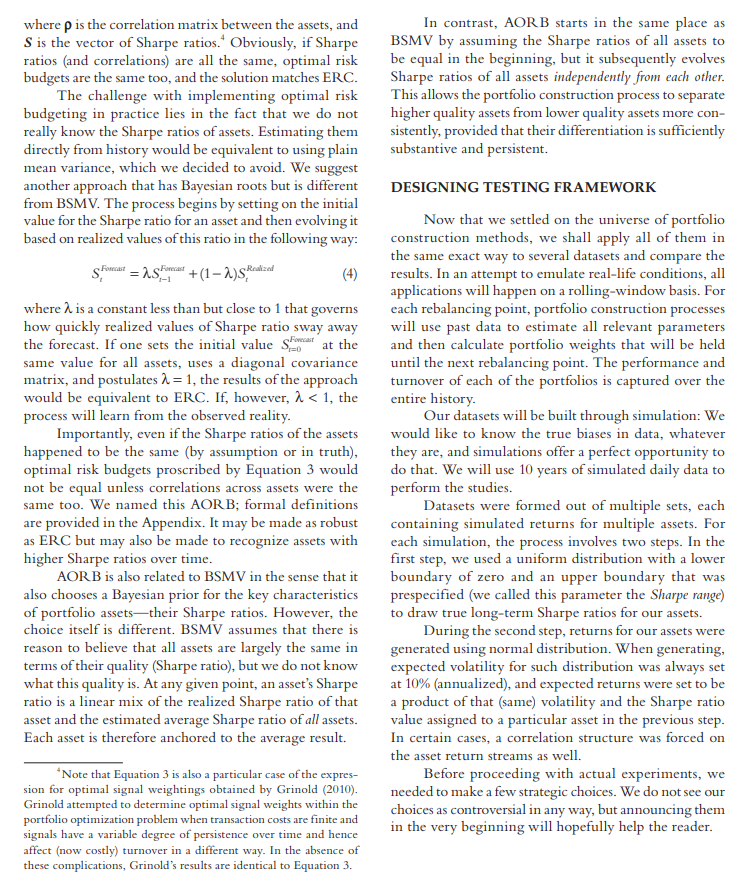 where ρ is the correlation matrix between the assets, and
S is the vector of Sharpe ratios.⁴ Obviously, if Sharpe
ratios (and correlations) are all the same, optimal risk
budgets are the same too, and the solution matches ERC.
The challenge with implementing optimal risk
budgeting in practice lies in the fact that we do not
really know the Sharpe ratios of assets. Estimating them
directly from history would be equivalent to using plain
mean variance, which we decided to avoid. We suggest
another approach that has Bayesian roots but is different
from BSMV. The process begins by setting on the initial
value for the Sharpe ratio for an asset and then evolving it
based on realized values of this ratio in the following way:
S_t^Forecast = λS_{t−1}^Forecast + (1 − λ)S_t^Realized (4)
where λ is a constant less than but close to 1 that governs
how quickly realized values of Sharpe ratio sway away
the forecast. If one sets the initial value S_{t=0}^Forecast at the
same value for all assets, uses a diagonal covariance
matrix, and postulates λ = 1, the results of the approach
would be equivalent to ERC. If, however, λ < 1, the
process will learn from the observed reality.
Importantly, even if the Sharpe ratios of the assets
happened to be the same (by assumption or in truth),
optimal risk budgets proscribed by Equation 3 would
not be equal unless correlations across assets were the
same too. We named this AORB; formal definitions
are provided in the Appendix. It may be made as robust
as ERC but may also be made to recognize assets with
higher Sharpe ratios over time.
AORB is also related to BSMV in the sense that it
also chooses a Bayesian prior for the key characteristics
of portfolio assets—their Sharpe ratios. However, the
choice itself is different. BSMV assumes that there is
reason to believe that all assets are largely the same in
terms of their quality (Sharpe ratio), but we do not know
what this quality is. At any given point, an asset's Sharpe
ratio is a linear mix of the realized Sharpe ratio of that
asset and the estimated average Sharpe ratio of all assets.
Each asset is therefore anchored to the average result.
⁴Note that Equation 3 is also a particular case of the expres-
sion for optimal signal weightings obtained by Grinold (2010).
Grinold attempted to determine optimal signal weights within the
portfolio optimization problem when transaction costs are finite and
signals have a variable degree of persistence over time and hence
affect (now costly) turnover in a different way. In the absence of
these complications, Grinold's results are identical to Equation 3.
In contrast, AORB starts in the same place as
BSMV by assuming the Sharpe ratios of all assets to
be equal in the beginning, but it subsequently evolves
Sharpe ratios of all assets independently from each other.
This allows the portfolio construction process to separate
higher quality assets from lower quality assets more con-
sistently, provided that their differentiation is sufficiently
substantive and persistent.
DESIGNING TESTING FRAMEWORK
Now that we settled on the universe of portfolio
construction methods, we shall apply all of them in
the same exact way to several datasets and compare the
results. In an attempt to emulate real-life conditions, all
applications will happen on a rolling-window basis. For
each rebalancing point, portfolio construction processes
will use past data to estimate all relevant parameters
and then calculate portfolio weights that will be held
until the next rebalancing point. The performance and
turnover of each of the portfolios is captured over the
entire history.
Our datasets will be built through simulation: We
would like to know the true biases in data, whatever
they are, and simulations offer a perfect opportunity to
do that. We will use 10 years of simulated daily data to
perform the studies.
Datasets were formed out of multiple sets, each
containing simulated returns for multiple assets. For
each simulation, the process involves two steps. In the
first step, we used a uniform distribution with a lower
boundary of zero and an upper boundary that was
prespecified (we called this parameter the Sharpe range)
to draw true long-term Sharpe ratios for our assets.
During the second step, returns for our assets were
generated using normal distribution. When generating,
expected volatility for such distribution was always set
at 10% (annualized), and expected returns were set to be
a product of that (same) volatility and the Sharpe ratio
value assigned to a particular asset in the previous step.
In certain cases, a correlation structure was forced on
the asset return streams as well.
Before proceeding with actual experiments, we
needed to make a few strategic choices. We do not see our
choices as controversial in any way, but announcing them
in the very beginning will hopefully help the reader.